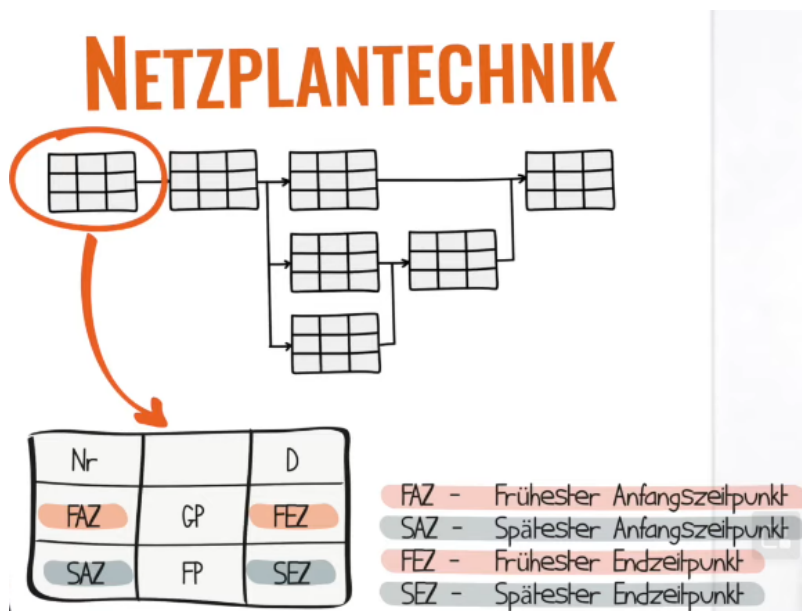 NETZPLANTECHNIK
Nr D
FAZ GP FEZ
SAZ FP SEZ
FAZ - Frühester Anfangszeitpunkt
SAZ - Spätester Anfangszeitpunkt
FEZ - Frühester Endzeitpunkt
SEZ - Spätester Endzeitpunkt